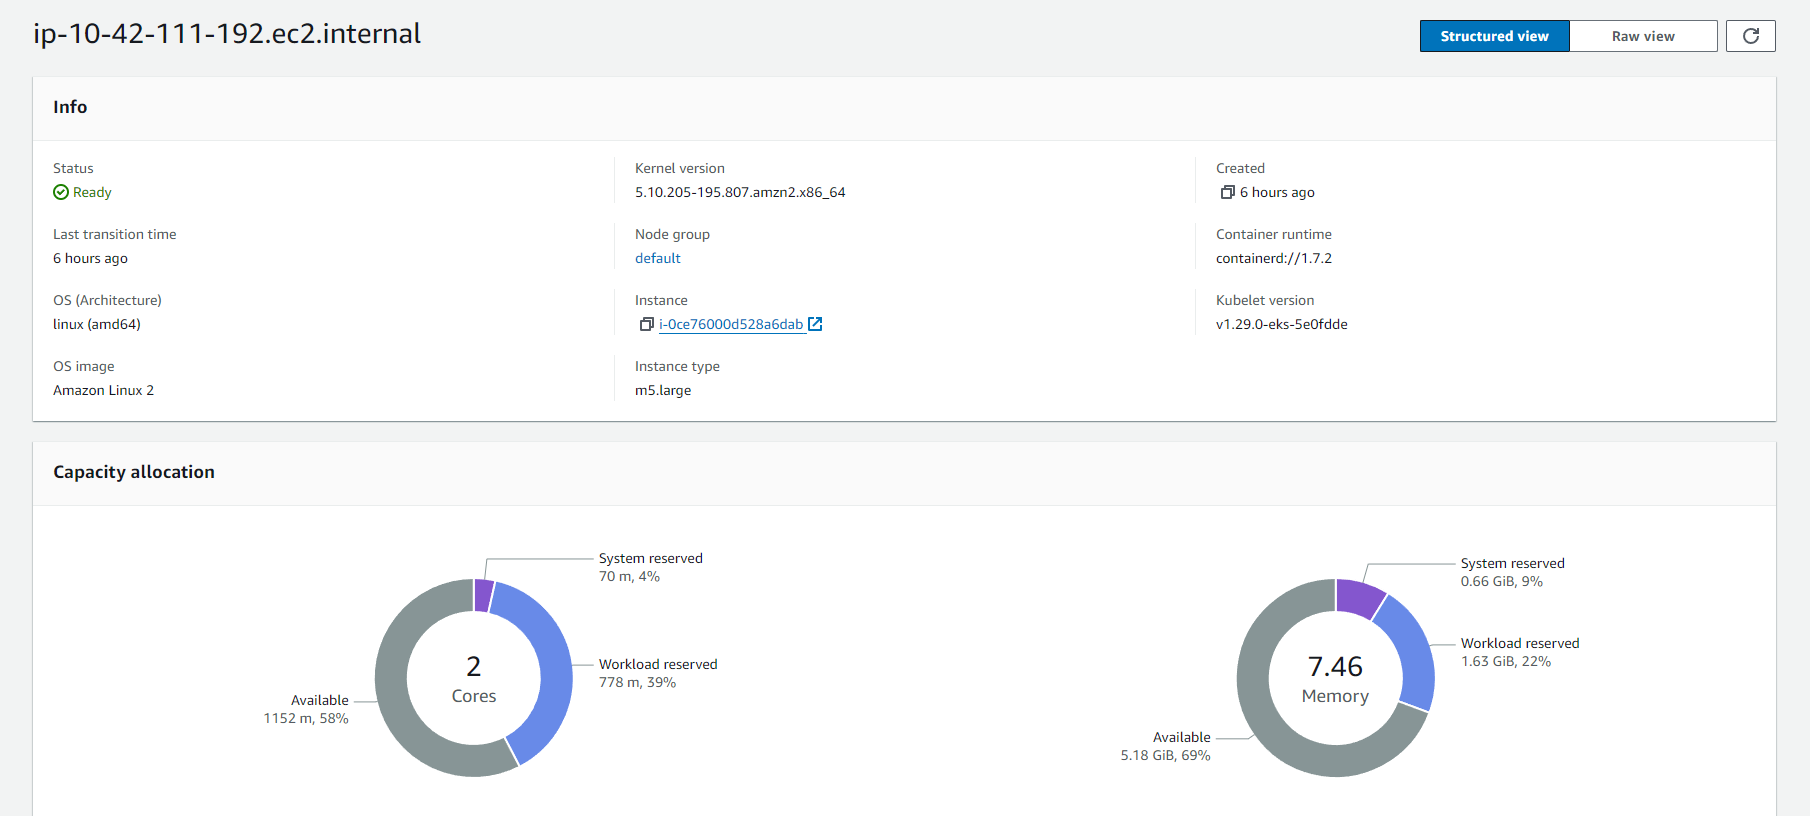 ip-10-42-111-192.ec2.internal
Structured view
Raw view
Info
Status
Ready
Kernel version
5.10.205-195.807.amzn2.x86_64
Created
6 hours ago
Last transition time
6 hours ago
Node group
default
Container runtime
containerd://1.7.2
OS (Architecture)
linux (amd64)
Instance
i-0ce76000d528a6dab
Kubelet version
v1.29.0-eks-5e0fdde
OS image
Amazon Linux 2
Instance type
m5.large
Capacity allocation
System reserved
70 m, 4%
Workload reserved
778 m, 39%
Available
1152 m, 58%
2
Cores
System reserved
0.66 GiB, 9%
Workload reserved
1.63 GiB, 22%
Available
5.18 GiB, 69%
7.46
Memory